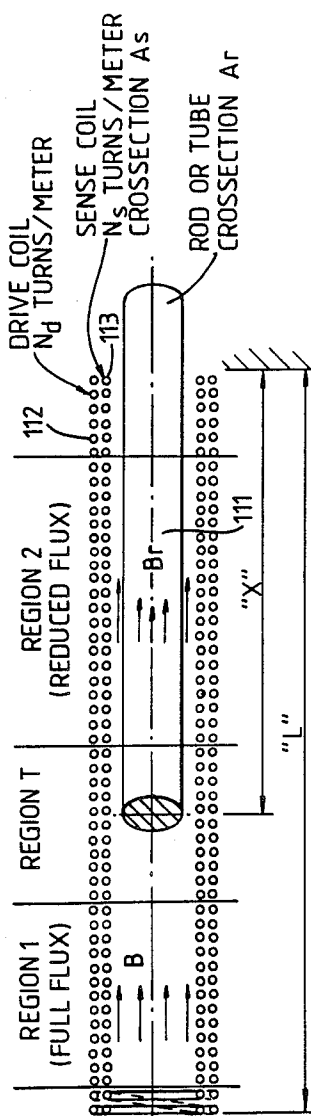 DRIVE COIL
Nd TURNS/METER
SENSE COIL
Ns TURNS/METER
CROSSECTION As
112
113
REGION 1
(FULL FLUX)
REGION T
REGION 2
(REDUCED FLUX)
B
Br
ROD OR TUBE
CROSSECTION Ar
111
"X"
"L"